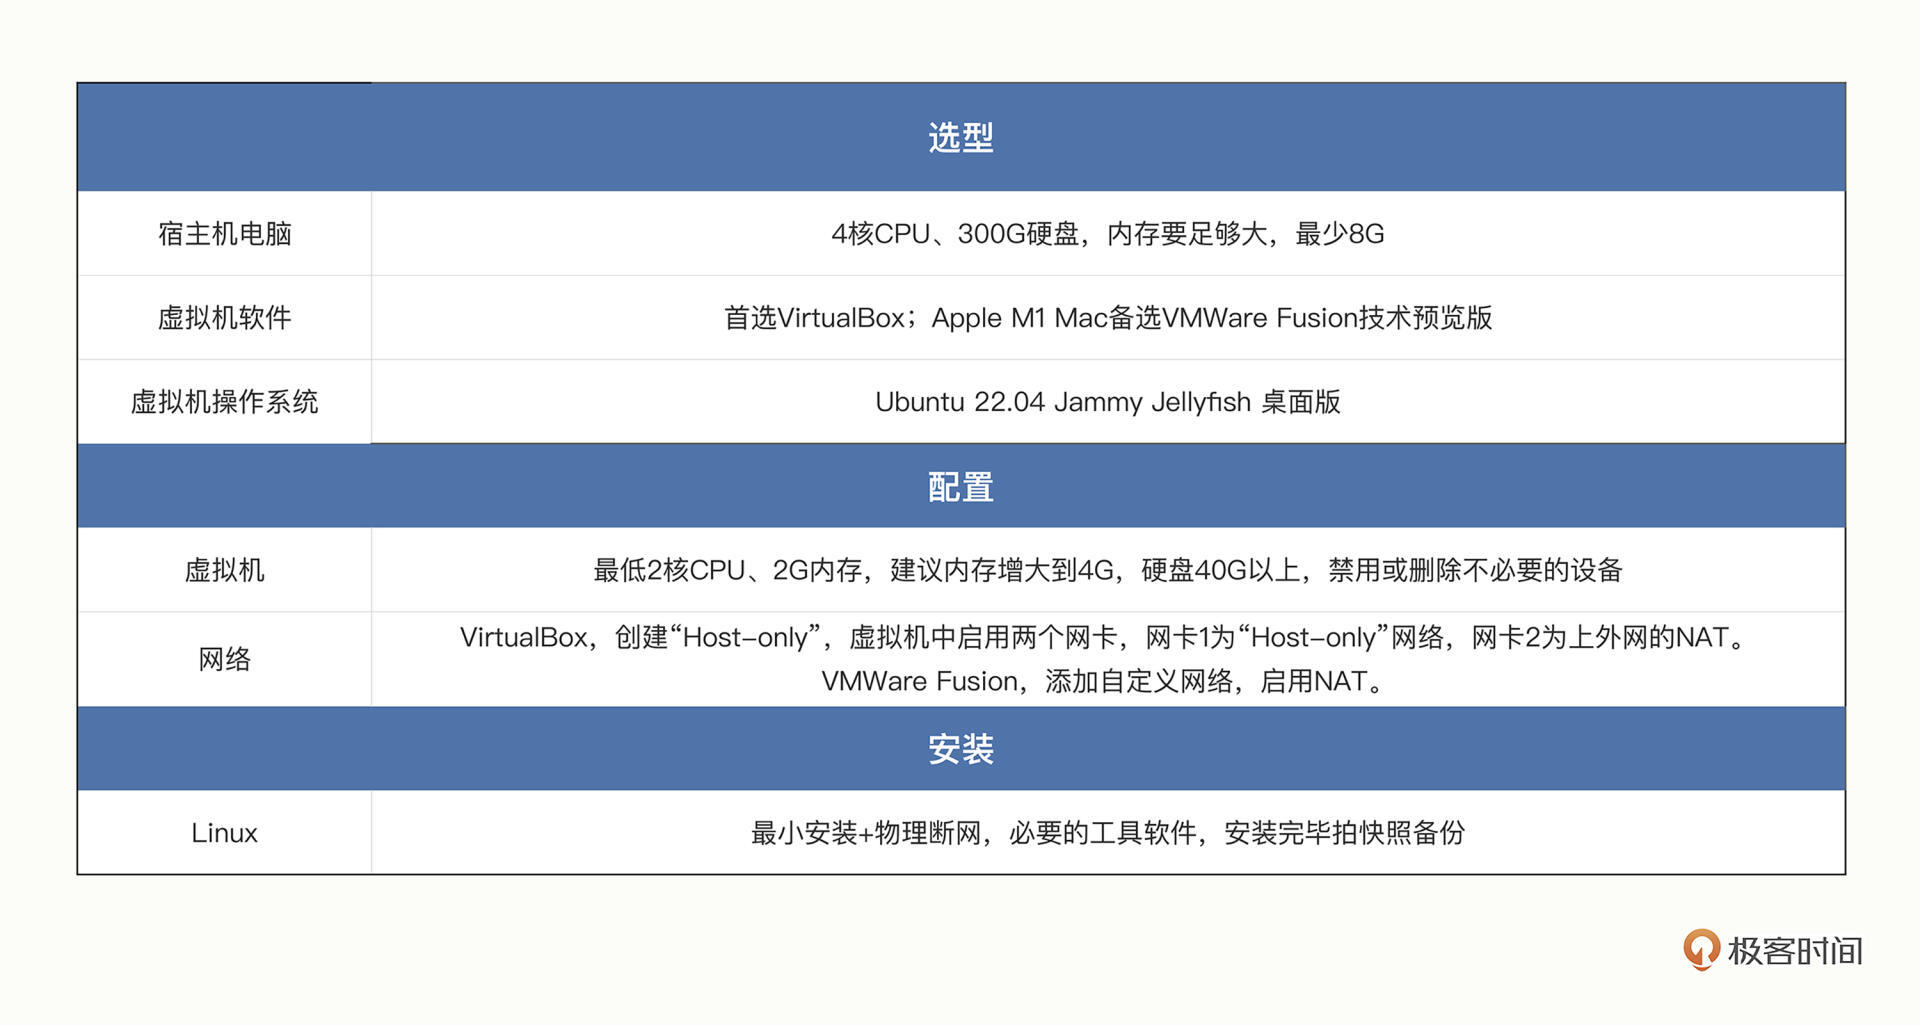 选型
宿主机电脑
4核CPU、300G硬盘，内存要足够大，最少8G
虚拟机软件
首选VirtualBox；Apple M1 Mac备选VMWare Fusion技术预览版
虚拟机操作系统
Ubuntu 22.04 Jammy Jellyfish 桌面版
配置
虚拟机
最低2核CPU、2G内存，建议内存增大到4G，硬盘40G以上，禁用或删除不必要的设备
网络
VirtualBox，创建“Host-only”，虚拟机中启用两个网卡，网卡1为“Host-only”网络，网卡2为上外网的NAT。
VMWare Fusion，添加自定义网络，启用NAT。
安装
Linux
最小安装+物理断网，必要的工具软件，安装完毕拍快照备份
极客时间